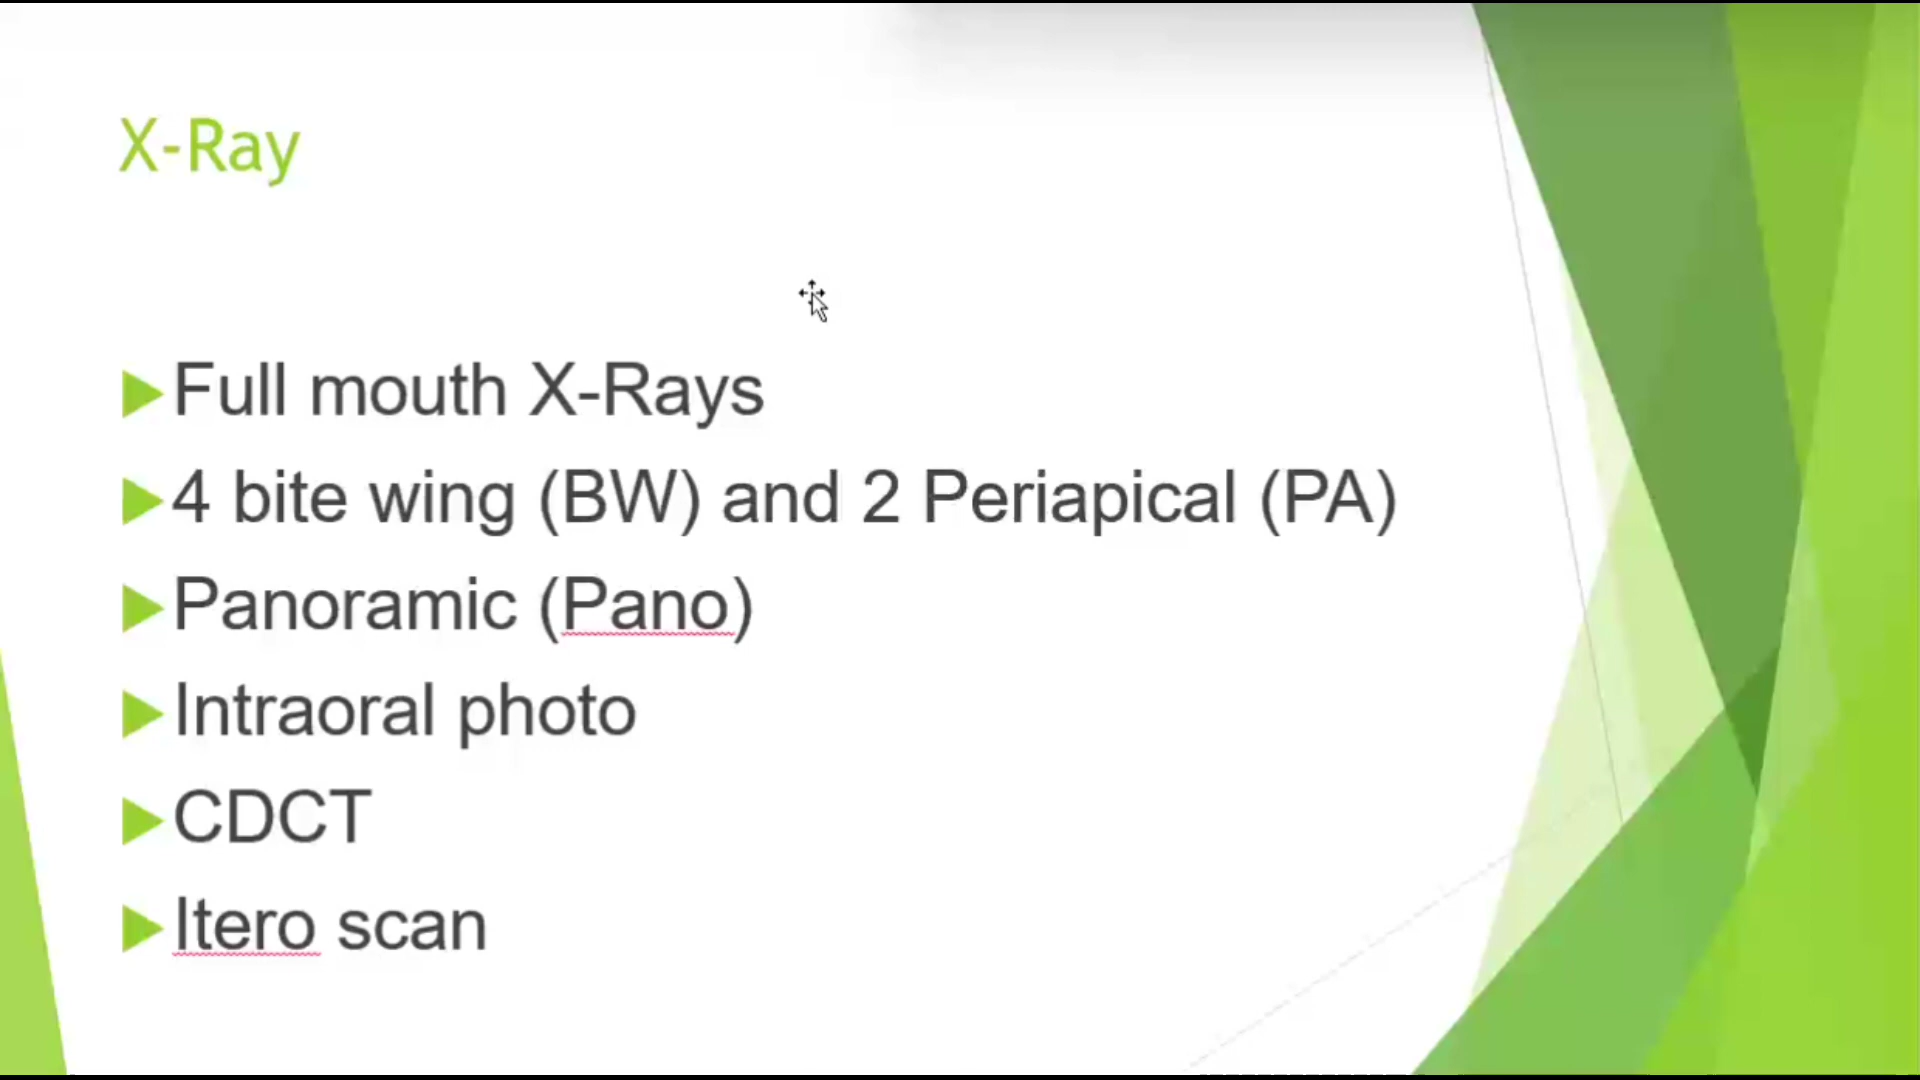 X-Ray
Full mouth X-Rays
4 bite wing (BW) and 2 Periapical (PA)
Panoramic (Pano)
Intraoral photo
CDCT
Itero scan